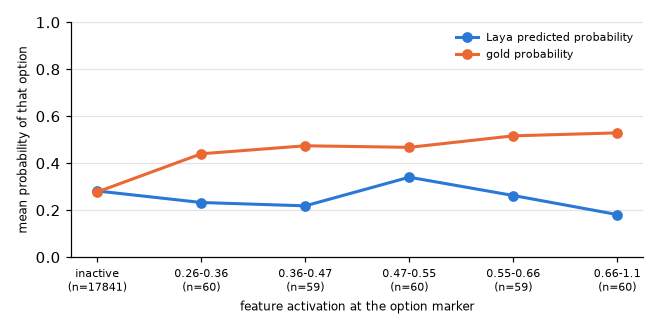 1.0
0.8
0.6
0.4
0.2
0.0
mean probability of that option
Laya predicted probability
gold probability
inactive
(n=17841)
0.26-0.36
(n=60)
0.36-0.47
(n=59)
0.47-0.55
(n=60)
0.55-0.66
(n=59)
0.66-1.1
(n=60)
feature activation at the option marker